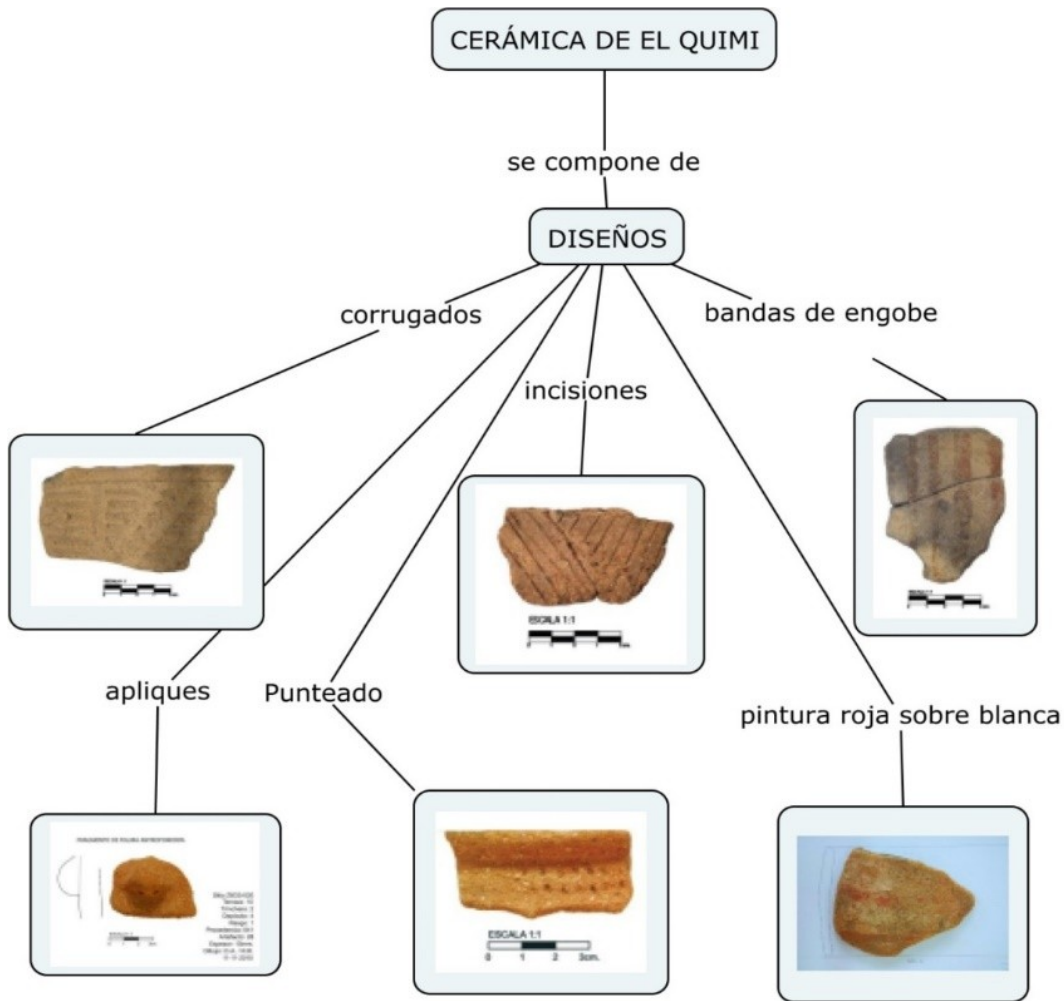 CERÁMICA DE EL QUIMI
se compone de
DISEÑOS
corrugados
bandas de engobe
incisiones
ESCALA 1:1
apliques
Punteado
pintura roja sobre blanca
ESCALA 1:1
0 1 2 3cm.